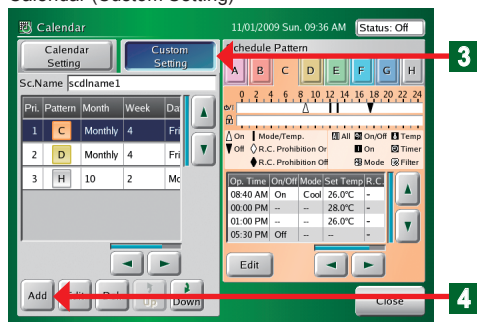 Calendar (Custom Setting)
Calendar 11/01/2009 Sun. 09:36 AM Status: Off
Calendar Setting
Custom Setting
3
Sc.Name scdlname1
Pri. Pattern Month Week Da
1 C Monthly 4 Fri
2 D Monthly 4 Fri
3 H 10 2 Mo
Add Edit Del Up Down
Schedule Pattern
A B C D E F G H
0 2 4 6 8 10 12 14 16 18 20 22 24
On Mode/Temp. All On/Off Temp
Off R.C. Prohibition Or On Timer
R.C. Prohibition Off Mode Filter
Op. Time On/Off Mode Set Temp R.C.
08:40 AM On Cool 26.0°C -
00:00 PM -- -- 28.0°C -
01:00 PM -- -- 26.0°C -
05:30 PM Off -- -- -
Edit
Close
4